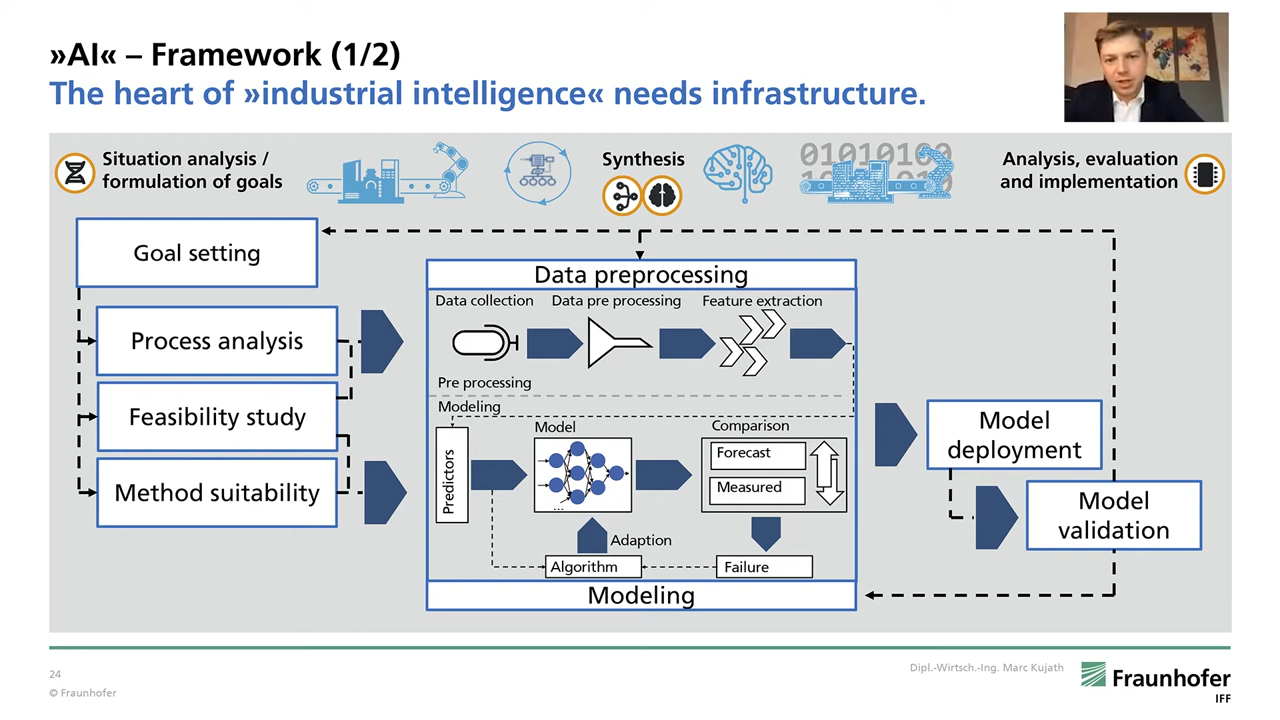 »AI« – Framework (1/2)
The heart of »industrial intelligence« needs infrastructure.
Situation analysis /
formulation of goals
Synthesis
01010100
Analysis, evaluation
and implementation
Goal setting
Process analysis
Feasibility study
Method suitability
Data preprocessing
Data collection
Data pre processing
Feature extraction
Pre processing
Modeling
Predictors
Model
...
Comparison
Forecast
Measured
Adaption
Algorithm
Failure
Modeling
Model
deployment
Model
validation
24
© Fraunhofer
Dipl.-Wirtsch.-Ing. Marc Kujath
Fraunhofer
IFF